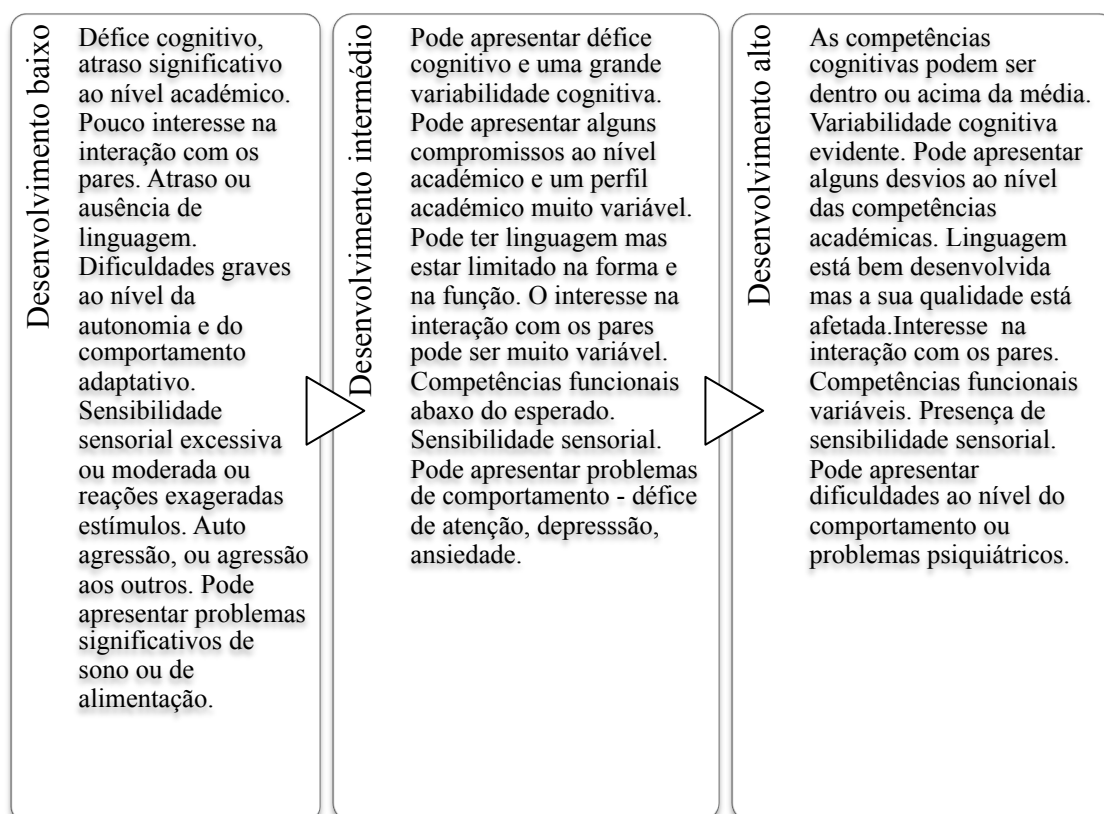 Desenvolvimento baixo
Défice cognitivo,
atraso significativo
ao nível académico.
Pouco interesse na
interação com os
pares. Atraso ou
ausência de
linguagem.
Dificuldades graves
ao nível da
autonomia e do
comportamento
adaptativo.
Sensibilidade
sensorial excessiva
ou moderada ou
reações exageradas
estímulos. Auto
agressão, ou agressão
aos outros. Pode
apresentar problemas
significativos de
sono ou de
alimentação.
Desenvolvimento intermédio
Pode apresentar défice
cognitivo e uma grande
variabilidade cognitiva.
Pode apresentar alguns
compromissos ao nível
académico e um perfil
académico muito variável.
Pode ter linguagem mas
estar limitado na forma e
na função. O interesse na
interação com os pares
pode ser muito variável.
Competências funcionais
abaixo do esperado.
Sensibilidade sensorial.
Pode apresentar problemas
de comportamento - défice
de atenção, depresssão,
ansiedade.
Desenvolvimento alto
As competências
cognitivas podem ser
dentro ou acima da média.
Variabilidade cognitiva
evidente. Pode apresentar
alguns desvios ao nível
das competências
académicas. Linguagem
está bem desenvolvida
mas a sua qualidade está
afetada.Interesse  na
interação com os pares.
Competências funcionais
variáveis. Presença de
sensibilidade sensorial.
Pode apresentar
dificuldades ao nível do
comportamento ou
problemas psiquiátricos.